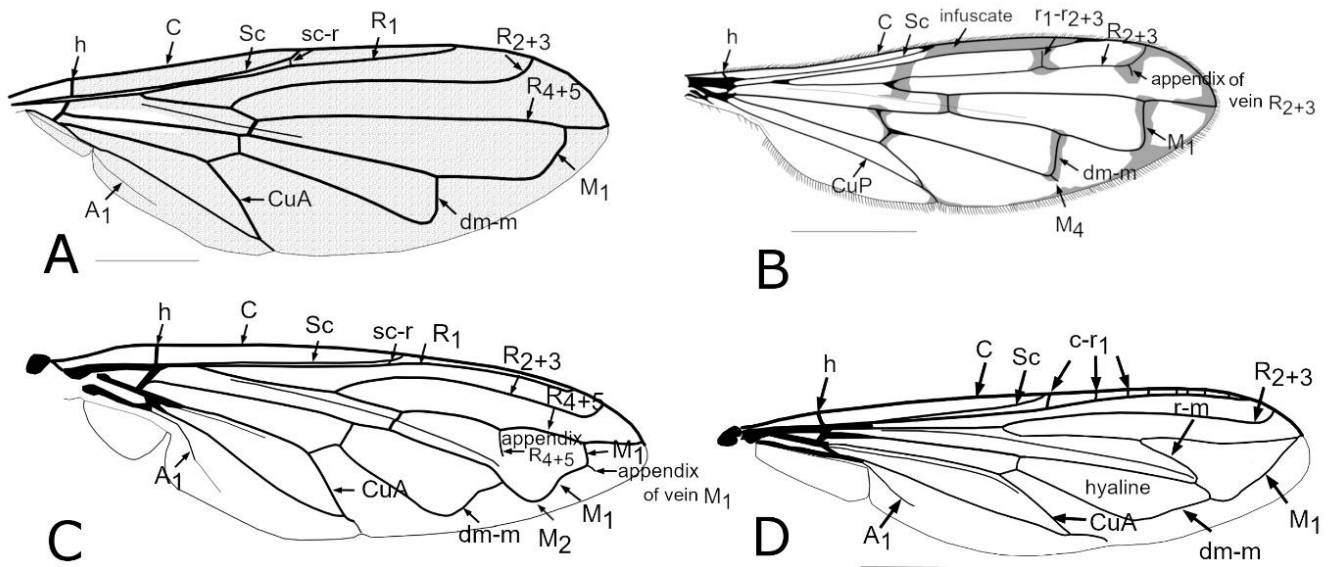 h
C
Sc
sc-r
R1
R2+3
R4+5
M1
dm-m
CuA
A1
A
h
C
Sc
infuscate
r1-r2+3
R2+3
appendix of
vein R2+3
M1
dm-m
M4
CuP
B
h
C
Sc
sc-r
R1
R2+3
R4+5
appendix
R4+5
M1
appendix
of vein M1
M1
M2
dm-m
CuA
A1
C
h
C
Sc
c-r1
R2+3
r-m
hyaline
M1
dm-m
CuA
A1
D